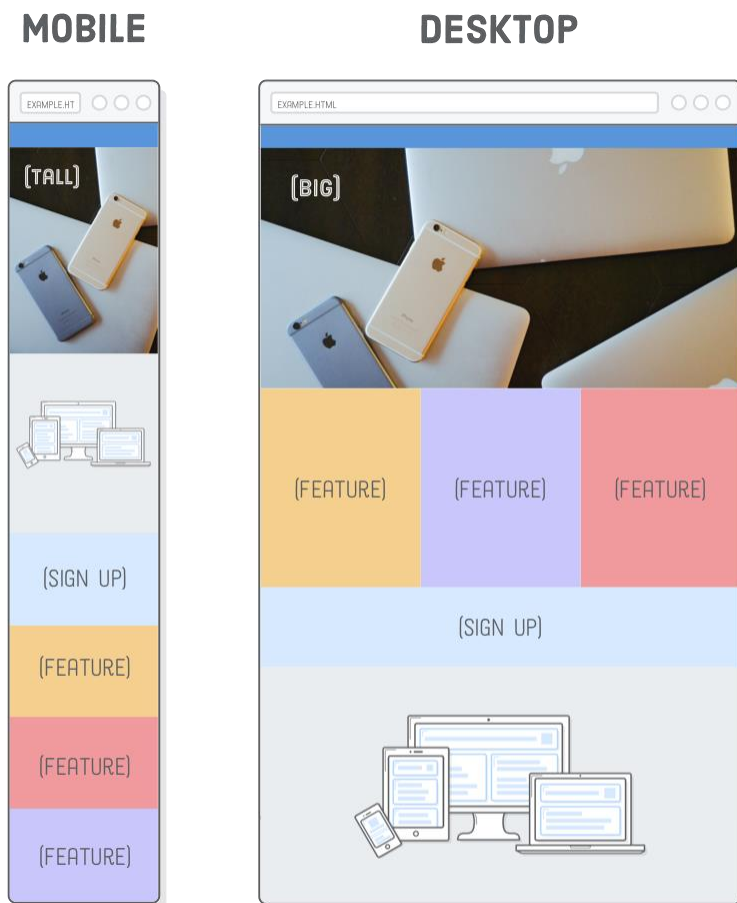 MOBILE
DESKTOP
EXAMPLE.HT
(TALL)
(SIGN UP)
(FEATURE)
(FEATURE)
(FEATURE)
EXAMPLE.HTML
(BIG)
(FEATURE) (FEATURE) (FEATURE)
(SIGN UP)